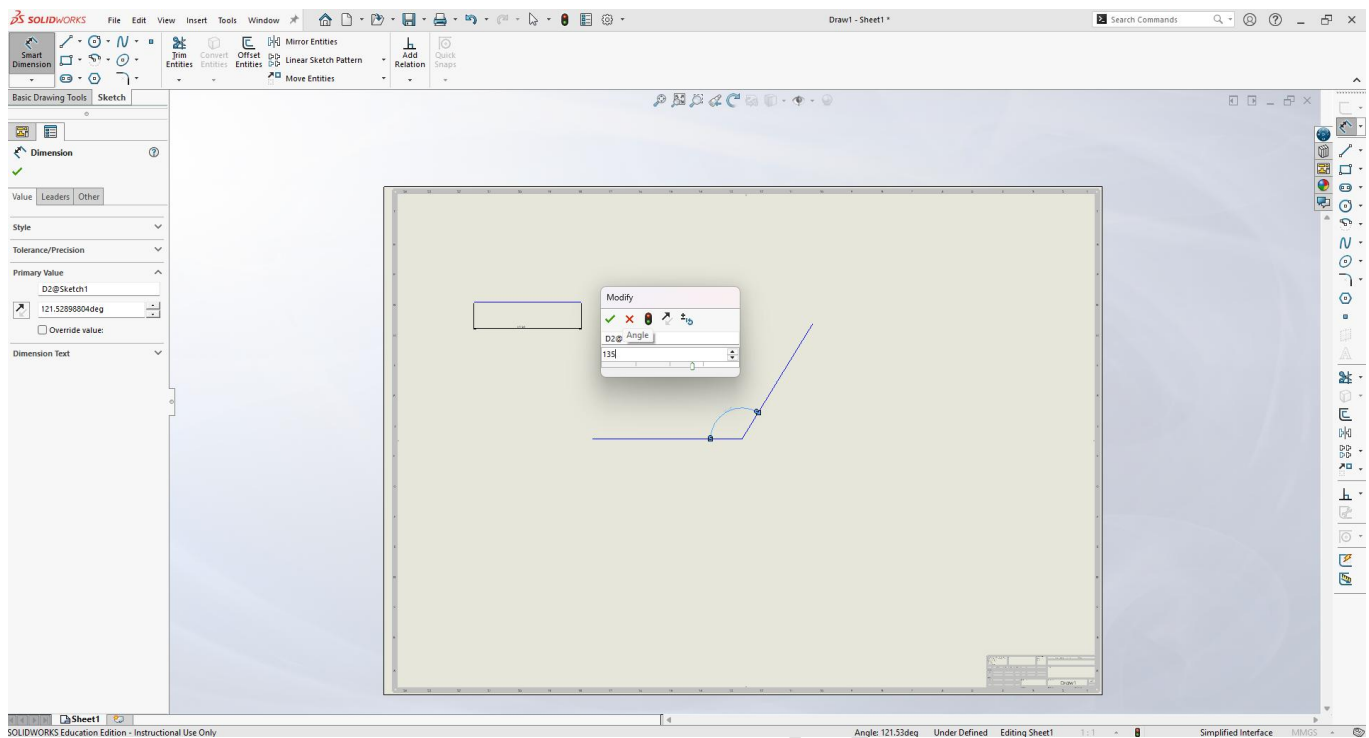 SOLIDWORKS File Edit View Insert Tools Window Draw1 - Sheet1 * Search Commands
Smart Dimension
Trim Entities
Convert Entities
Offset Entities
Mirror Entities
Linear Sketch Pattern
Move Entities
Add Relation
Quick Snaps
Basic Drawing Tools Sketch
Dimension
Value Leaders Other
Style
Tolerance/Precision
Primary Value
D2@Sketch1
121.52898804deg
Override value:
Dimension Text
Modify
D2@ Angle
135
Draw1
Sheet1
SOLIDWORKS Education Edition - Instructional Use Only Angle: 121.53deg Under Defined Editing Sheet1 1:1 Simplified Interface MMGS